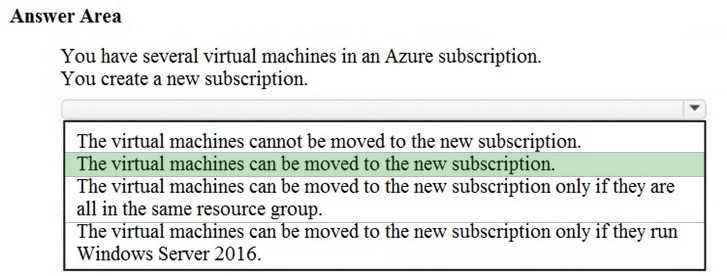 Answer Area
You have several virtual machines in an Azure subscription.
You create a new subscription.
The virtual machines cannot be moved to the new subscription.
The virtual machines can be moved to the new subscription.
The virtual machines can be moved to the new subscription only if they are
all in the same resource group.
The virtual machines can be moved to the new subscription only if they run
Windows Server 2016.